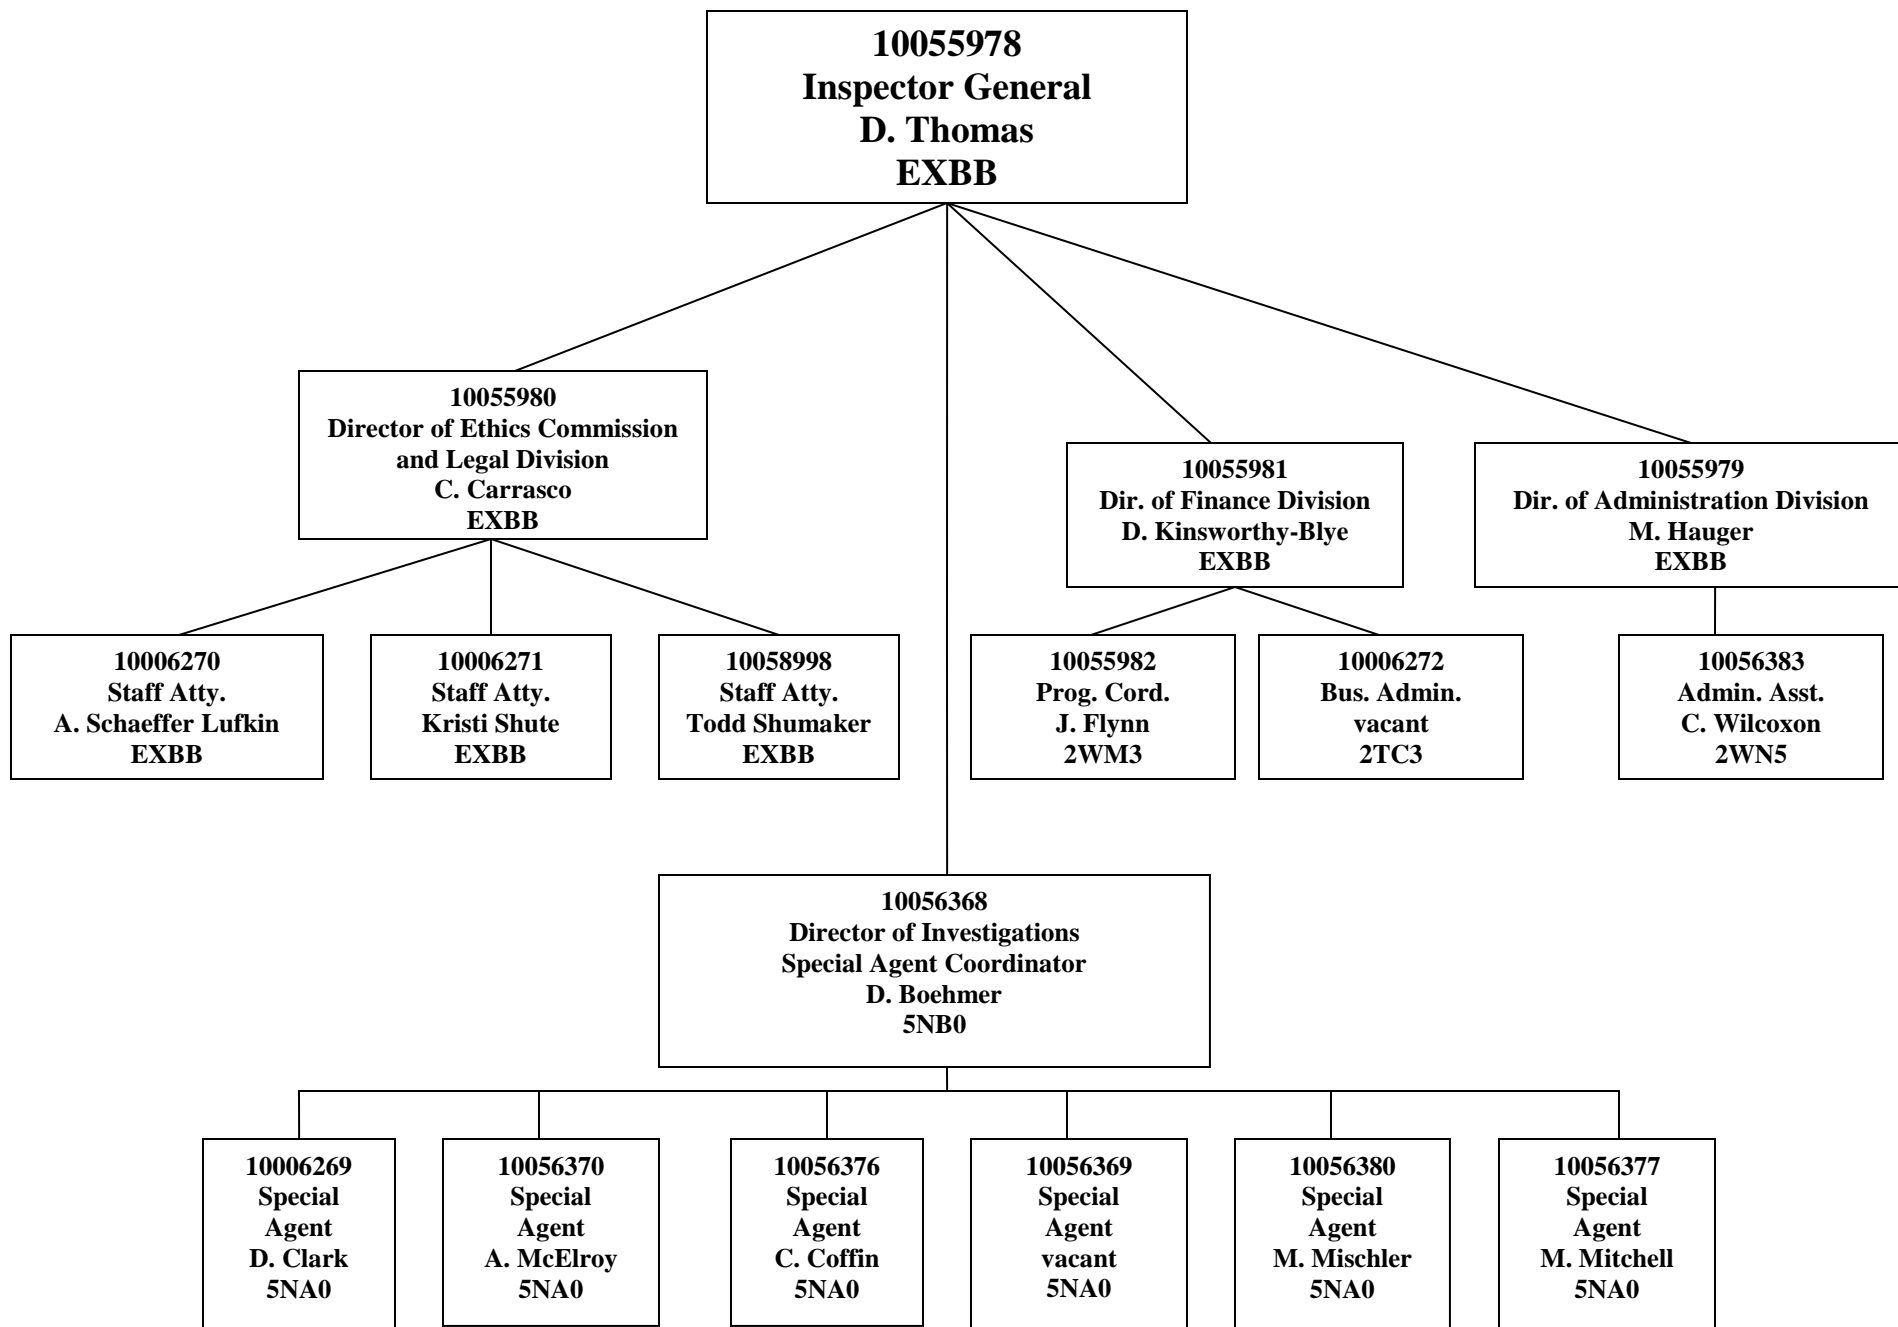 10055978
Inspector General
D. Thomas
EXBB
10055980
Director of Ethics Commission
and Legal Division
C. Carrasco
EXBB
10055981
Dir. of Finance Division
D. Kinsworthy-Blye
EXBB
10055979
Dir. of Administration Division
M. Hauger
EXBB
10006270
Staff Atty.
A. Schaeffer Lufkin
EXBB
10006271
Staff Atty.
Kristi Shute
EXBB
10058998
Staff Atty.
Todd Shumaker
EXBB
10055982
Prog. Cord.
J. Flynn
2WM3
10006272
Bus. Admin.
vacant
2TC3
10056383
Admin. Asst.
C. Wilcoxon
2WN5
10056368
Director of Investigations
Special Agent Coordinator
D. Boehmer
5NB0
10006269
Special
Agent
D. Clark
5NA0
10056370
Special
Agent
A. McElroy
5NA0
10056376
Special
Agent
C. Coffin
5NA0
10056369
Special
Agent
vacant
5NA0
10056380
Special
Agent
M. Mischler
5NA0
10056377
Special
Agent
M. Mitchell
5NA0